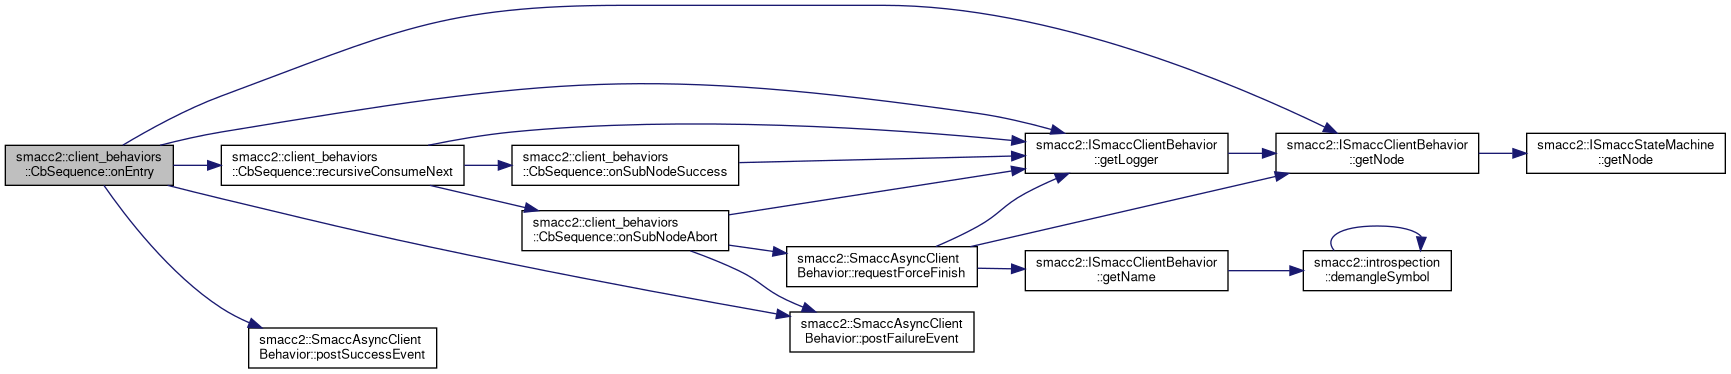 smacc2::client_behaviors
::CbSequence::onEntry
smacc2::client_behaviors
::CbSequence::recursiveConsumeNext
smacc2::client_behaviors
::CbSequence::onSubNodeSuccess
smacc2::ISmaccClientBehavior
::getLogger
smacc2::ISmaccClientBehavior
::getNode
smacc2::ISmaccStateMachine
::getNode
smacc2::client_behaviors
::CbSequence::onSubNodeAbort
smacc2::SmaccAsyncClient
Behavior::requestForceFinish
smacc2::ISmaccClientBehavior
::getName
smacc2::introspection
::demangleSymbol
smacc2::SmaccAsyncClient
Behavior::postFailureEvent
smacc2::SmaccAsyncClient
Behavior::postSuccessEvent